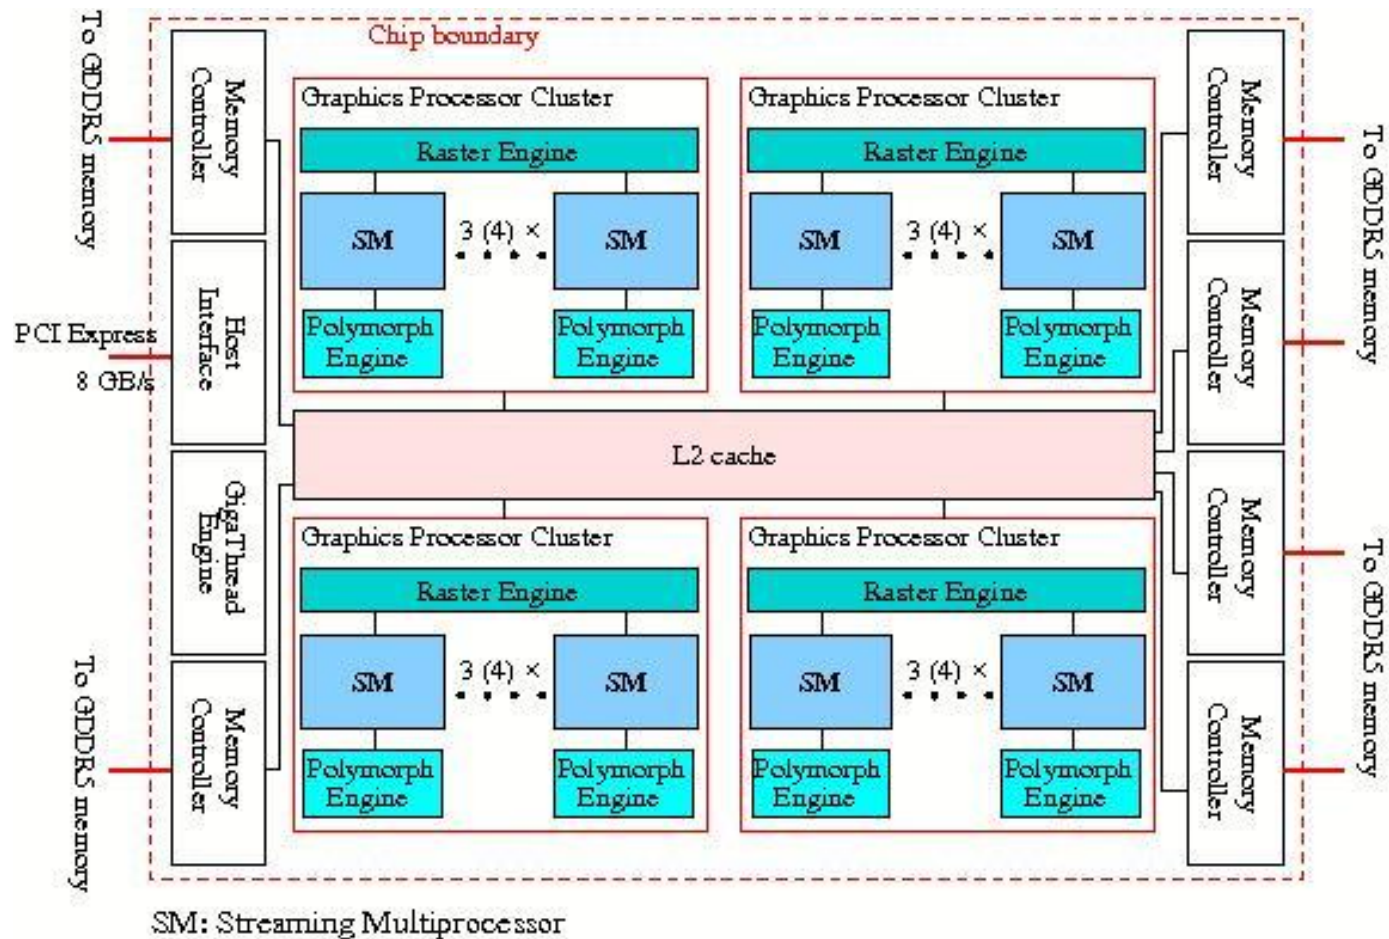 Chip boundary
To GDDR5 memory
Memory
Controller
Graphics Processor Cluster
Raster Engine
SM
3 (4) ×
SM
Polymorph
Engine
Polymorph
Engine
Graphics Processor Cluster
Raster Engine
SM
3 (4) ×
SM
Polymorph
Engine
Polymorph
Engine
Memory
Controller
To GDDR5 memory
Host
Interface
PCI Express
8 GB/s
Memory
Controller
L2 cache
GigaThread
Engine
Memory
Controller
To GDDR5 memory
Graphics Processor Cluster
Raster Engine
SM
3 (4) ×
SM
Polymorph
Engine
Polymorph
Engine
Graphics Processor Cluster
Raster Engine
SM
3 (4) ×
SM
Polymorph
Engine
Polymorph
Engine
Memory
Controller
To GDDR5 memory
Memory
Controller
SM: Streaming Multiprocessor